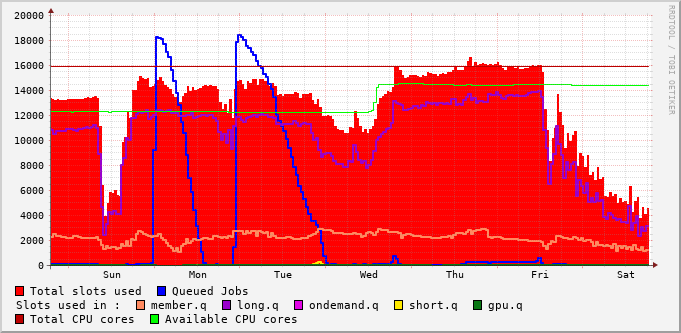 RRDTOOL / TOBI OETIKER
20000
18000
16000
14000
12000
10000
8000
6000
4000
2000
0
Sun Mon Tue Wed Thu Fri Sat
Total slots used Queued Jobs
Slots used in : member.q long.q ondemand.q short.q gpu.q
Total CPU cores Available CPU cores